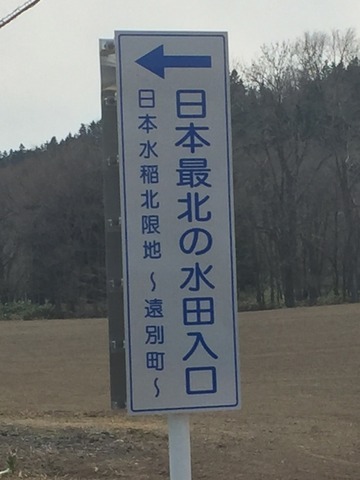 日本最北の水田入口
日本水稲北限地 ～遠別町～